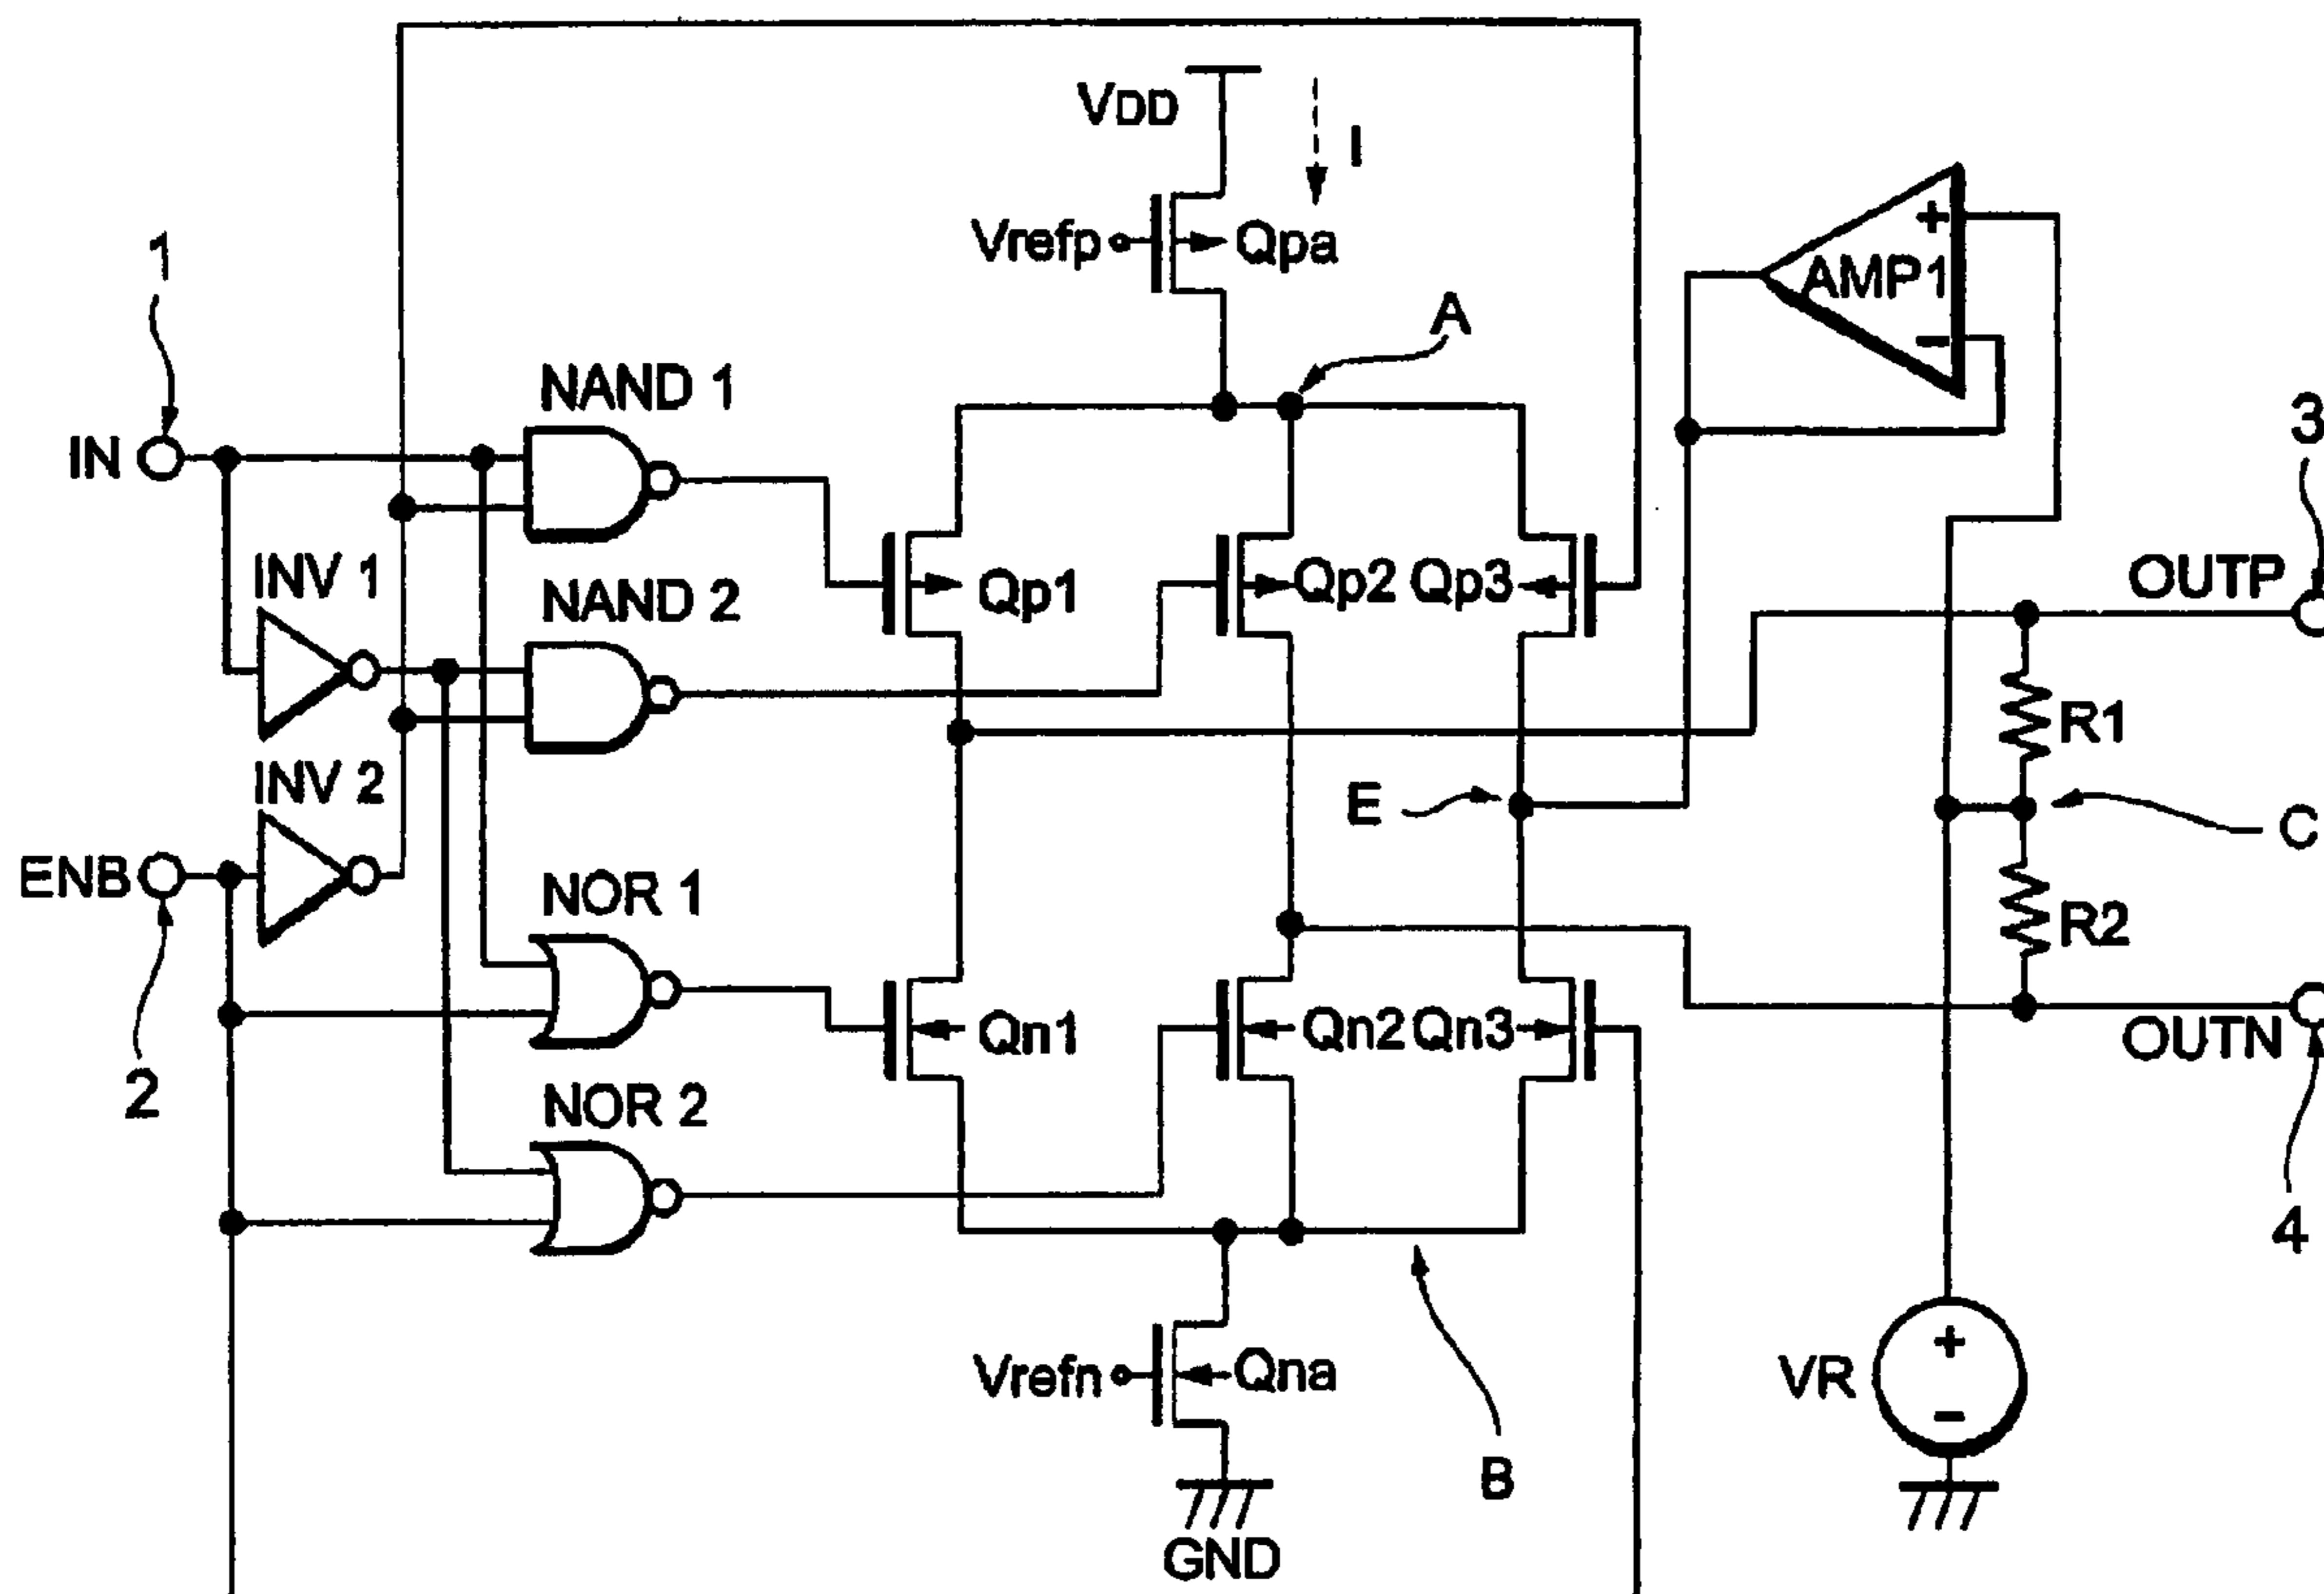 VDD
I
1
Vrefp
Qpa
+
AMP1
−
A
3
NAND 1
IN
INV 1
NAND 2
Qp1
Qp2
Qp3
OUTP
R1
INV 2
E
C
ENB
NOR 1
R2
Qn1
Qn2
Qn3
OUTN
2
NOR 2
4
Vrefn
Qna
VR
+
−
B
GND